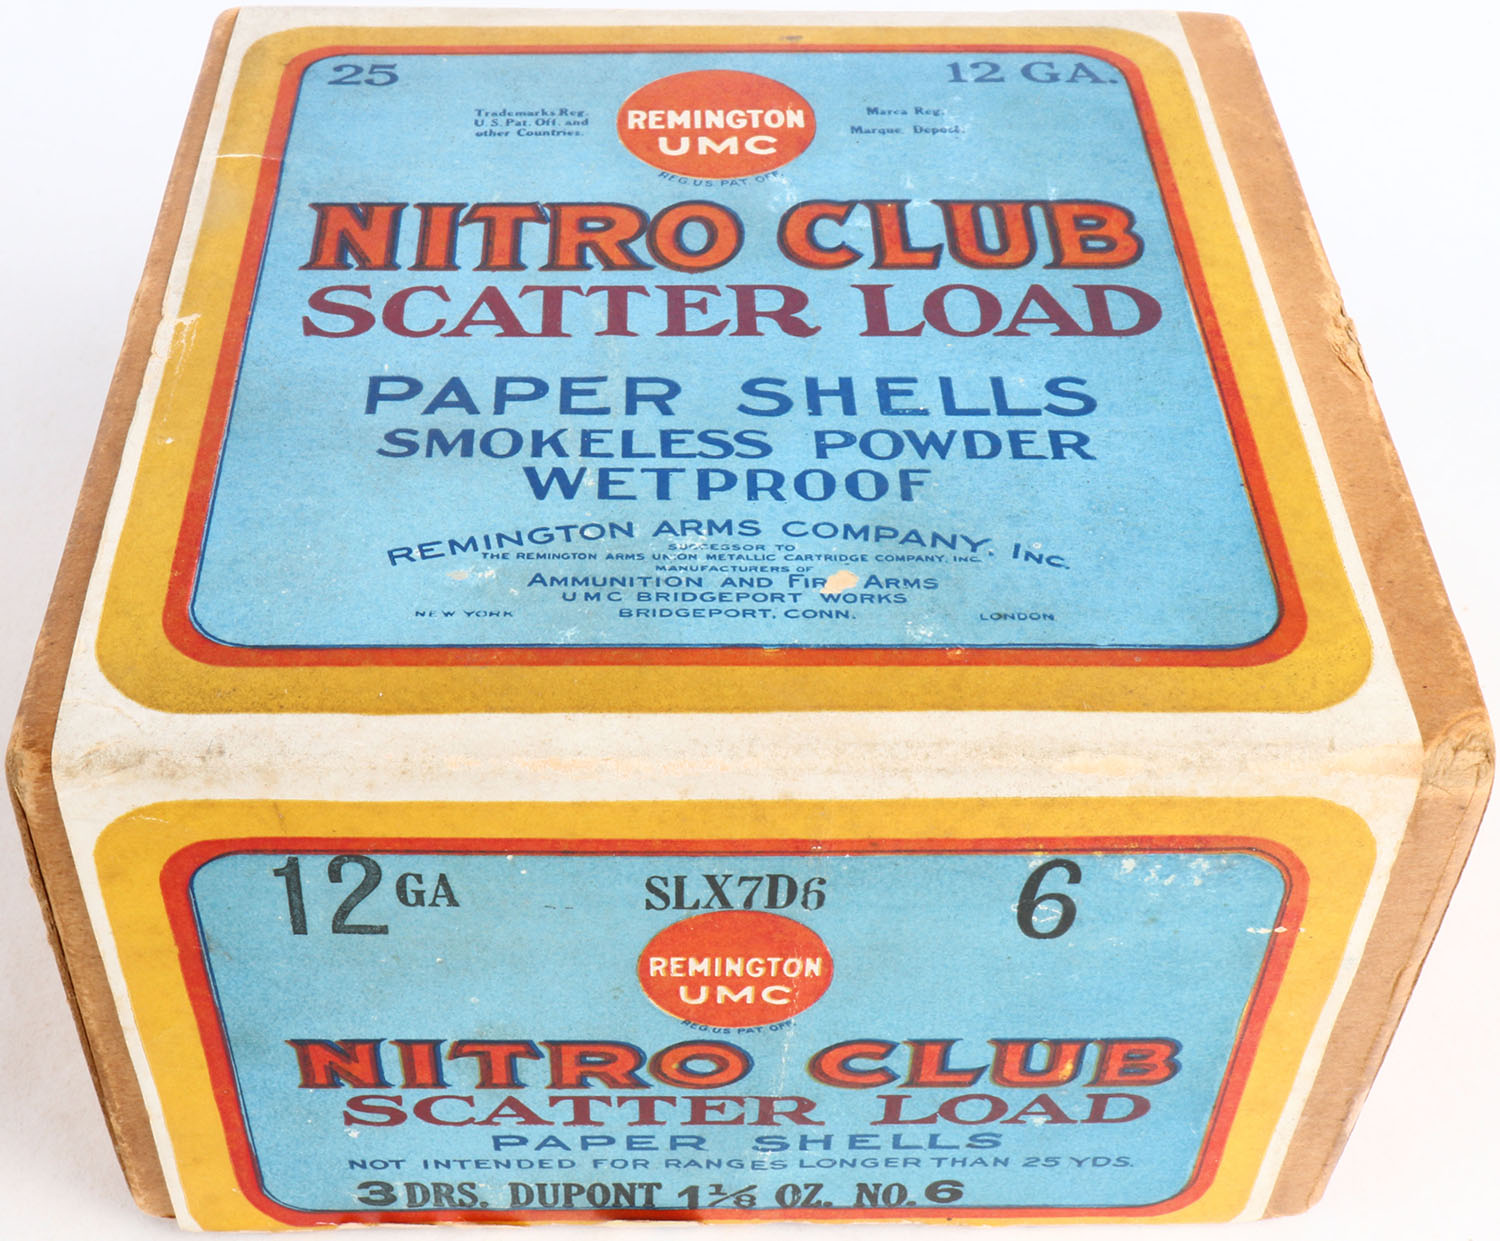 25
12 GA.
Trademarks Reg.
U.S. Pat. Off. and
other Countries.
REMINGTON
UMC
REG. U.S. PAT. OFF.
Marca Reg.
Marque Depose.
NITRO CLUB
SCATTER LOAD
PAPER SHELLS
SMOKELESS POWDER
WETPROOF
REMINGTON ARMS COMPANY, INC.
SUCCESSOR TO
THE REMINGTON ARMS UNION METALLIC CARTRIDGE COMPANY, INC.
MANUFACTURERS OF
AMMUNITION AND FIRE ARMS
UMC BRIDGEPORT WORKS
NEW YORK BRIDGEPORT, CONN. LONDON
12 GA
SLX7D6
6
REMINGTON
UMC
REG. U.S. PAT. OFF.
NITRO CLUB
SCATTER LOAD
PAPER SHELLS
NOT INTENDED FOR RANGES LONGER THAN 25 YDS.
3 DRS. DUPONT 1 1/8 OZ. NO. 6